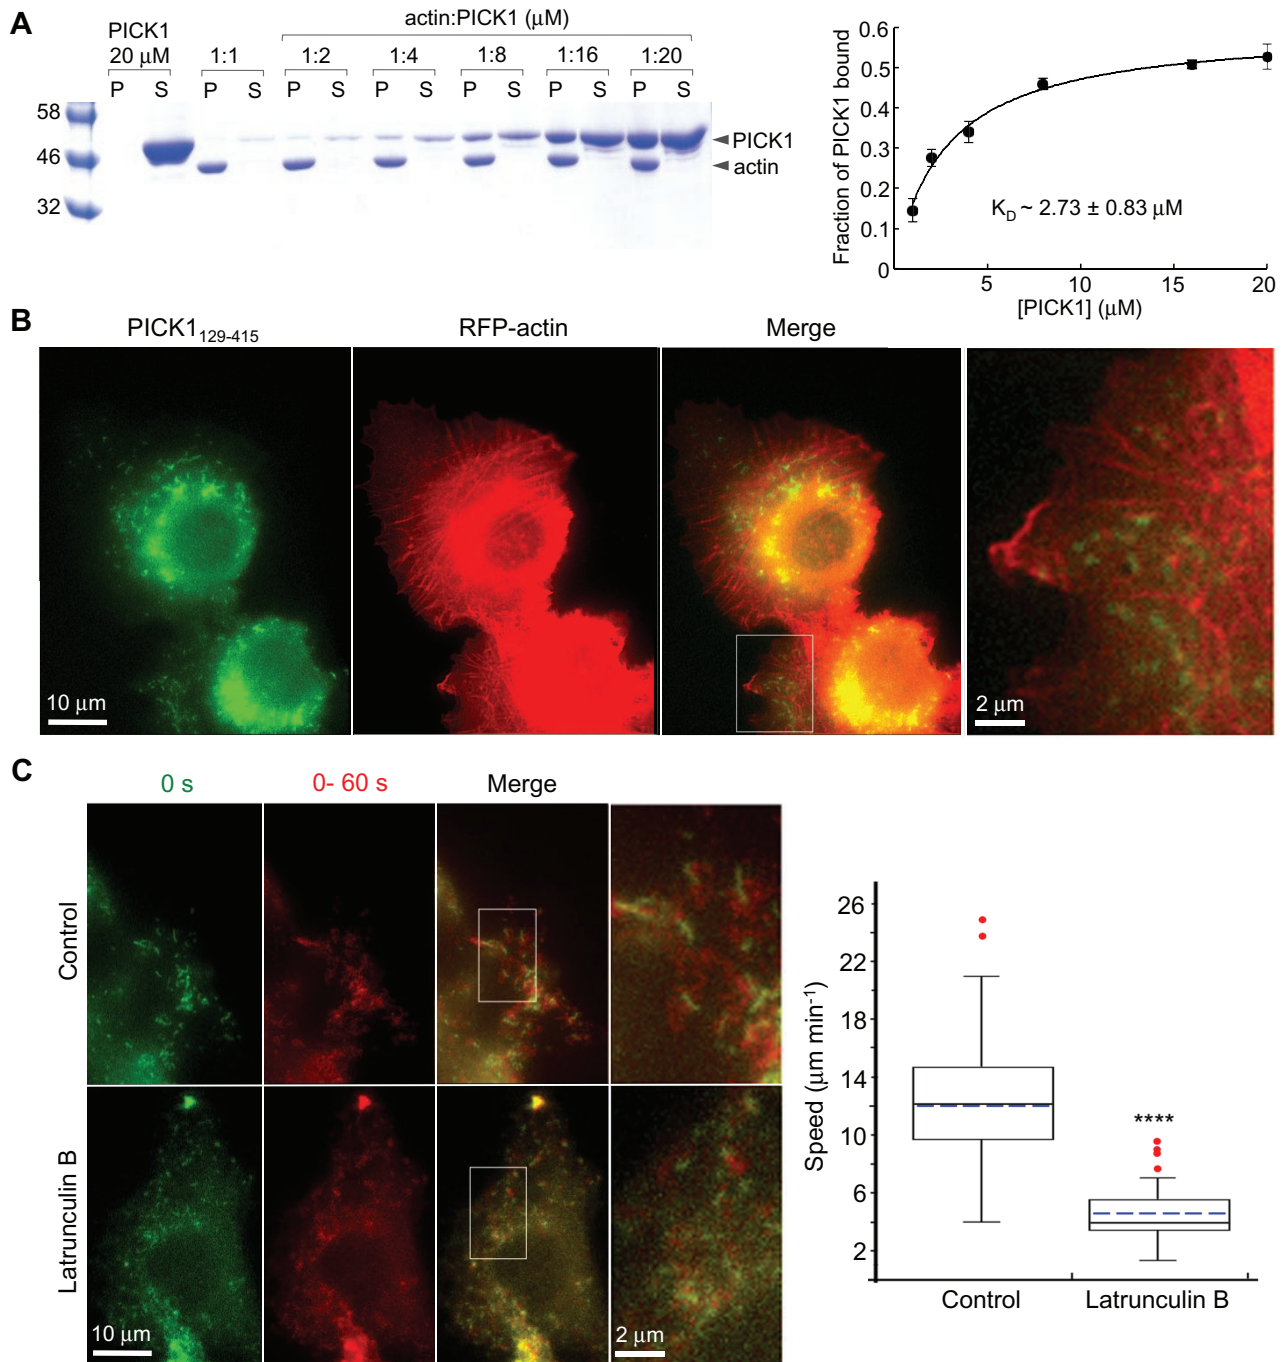 A
PICK1
20 μM
actin:PICK1 (μM)
1:1 1:2 1:4 1:8 1:16 1:20
P S P S P S P S P S P S P S
58
46
32
PICK1
actin
Fraction of PICK1 bound
0.6
0.5
0.4
0.3
0.2
0.1
0
K_D ~ 2.73 ± 0.83 μM
5 10 15 20
[PICK1] (μM)
B
PICK1_129-415 RFP-actin Merge
10 μm
2 μm
C
0 s 0- 60 s Merge
Control
Latrunculin B
10 μm
2 μm
Speed (μm min⁻¹)
26
22
18
14
10
6
2
****
Control Latrunculin B